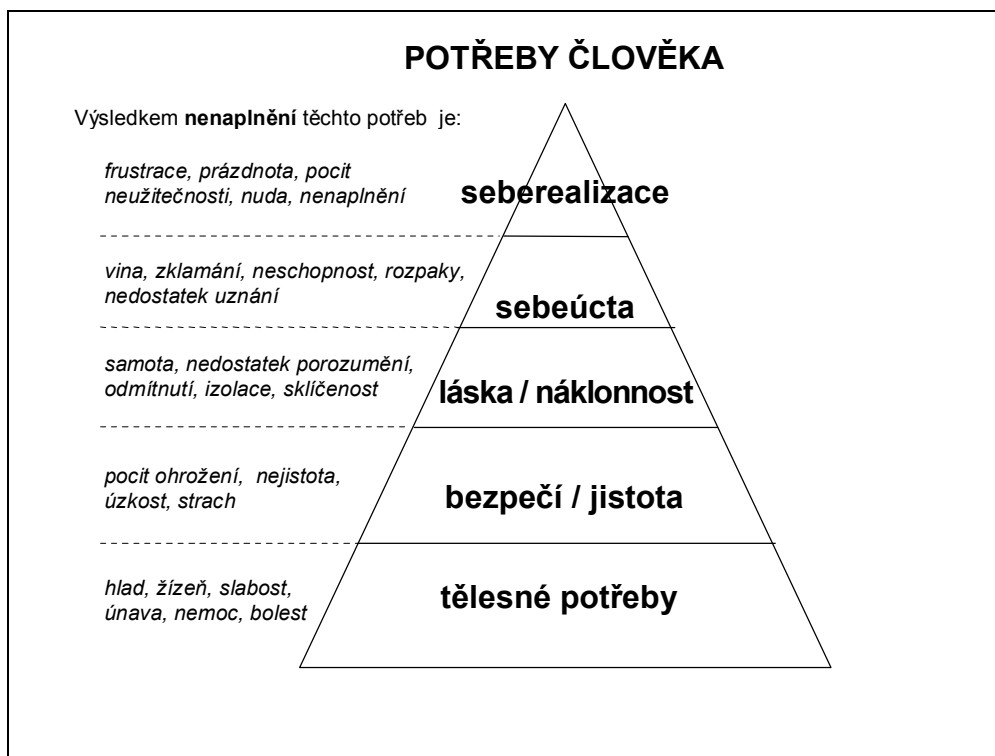 POTŘEBY ČLOVĚKA
Výsledkem nenaplnění těchto potřeb je:
frustrace, prázdnota, pocit
neužitečnosti, nuda, nenaplnění
seberealizace
vina, zklamání, neschopnost, rozpaky,
nedostatek uznání
sebeúcta
samota, nedostatek porozumění,
odmítnutí, izolace, sklíčenost
láska / náklonnost
pocit ohrožení, nejistota,
úzkost, strach
bezpečí / jistota
hlad, žízeň, slabost,
únava, nemoc, bolest
tělesné potřeby